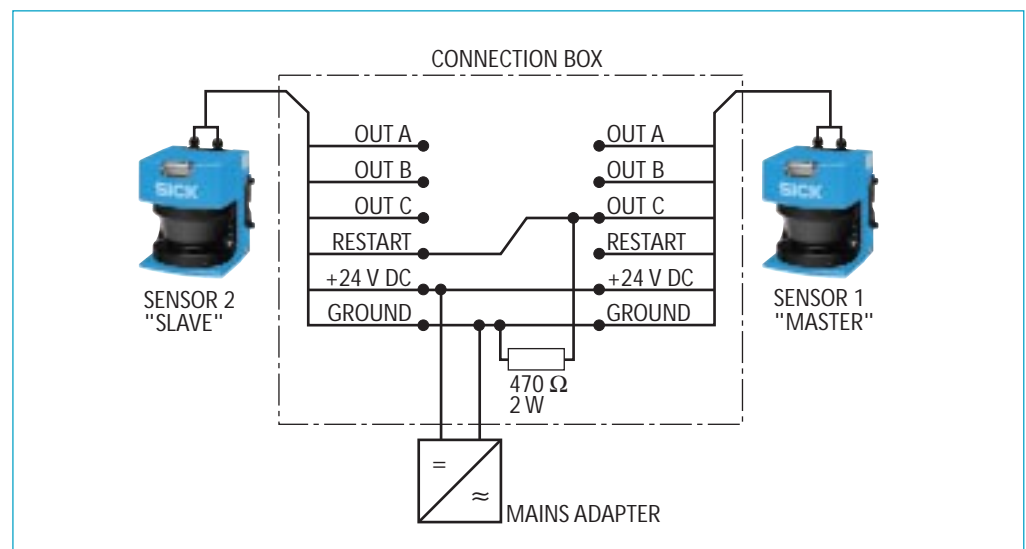 CONNECTION BOX
OUT A
OUT B
OUT C
RESTART
+24 V DC
GROUND
OUT A
OUT B
OUT C
RESTART
+24 V DC
GROUND
SICK
SENSOR 2
"SLAVE"
SICK
SENSOR 1
"MASTER"
470 Ω
2 W
=
≈
MAINS ADAPTER